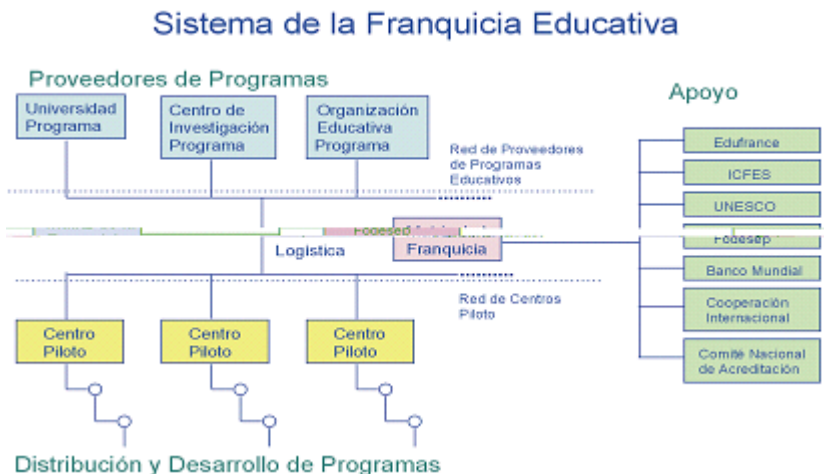 Sistema de la Franquicia Educativa
Proveedores de Programas
Universidad
Programa
Centro de
Investigación
Programa
Organización
Educativa
Programa
Red de Proveedores
de Programas
Educativos
Logística
Franquicia
Red de Centros
Piloto
Centro
Piloto
Centro
Piloto
Centro
Piloto
Distribución y Desarrollo de Programas
Apoyo
Edufrance
ICFES
UNESCO
Fodesep
Banco Mundial
Cooperación
Internacional
Comité Nacional
de Acreditación